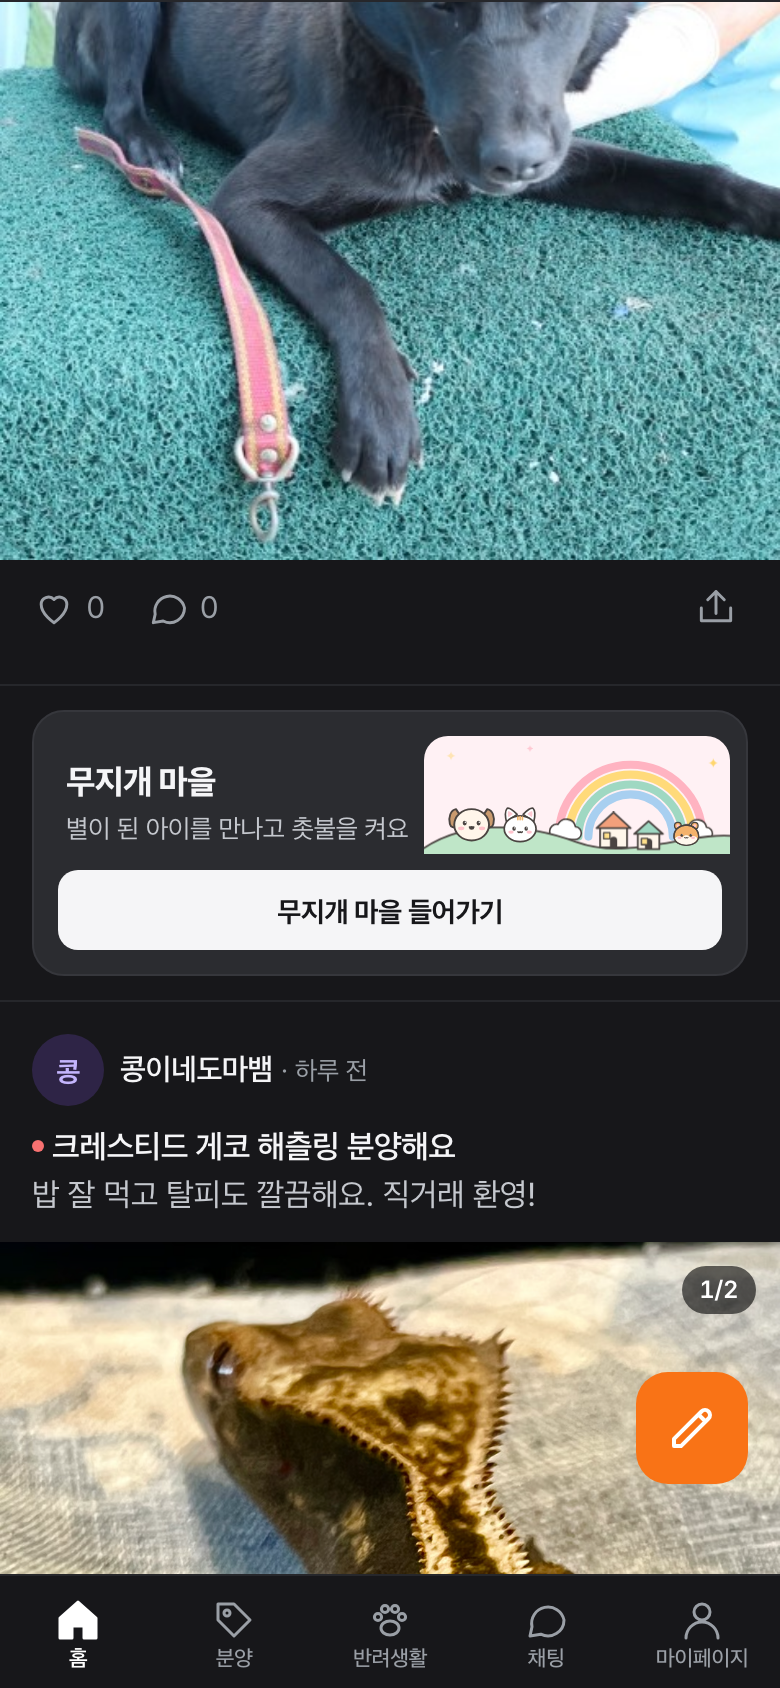 0
0
무지개 마을
별이 된 아이를 만나고 촛불을 켜요
무지개 마을 들어가기
콩
콩이네도마뱀 · 하루 전
크레스티드 게코 해츨링 분양해요
밥 잘 먹고 탈피도 깔끔해요. 직거래 환영!
1/2
홈
분양
반려생활
채팅
마이페이지